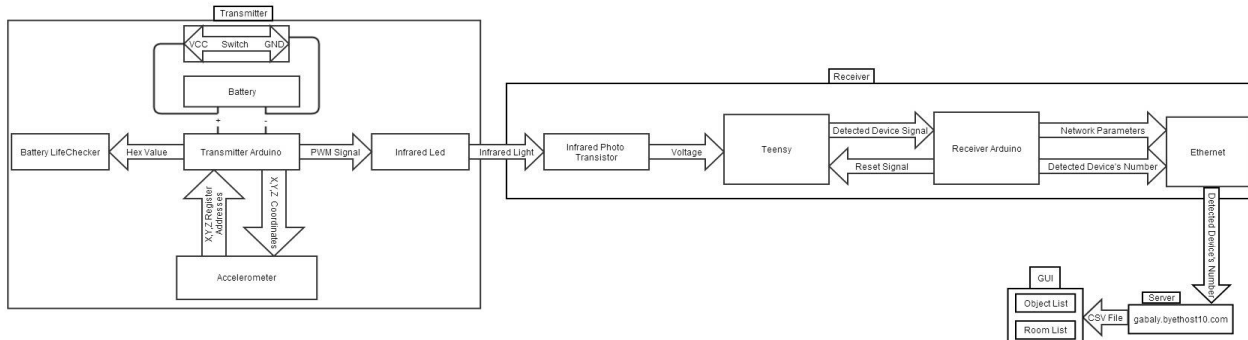 Transmitter
VCC Switch GND
Battery
+ -
Battery LifeChecker
Hex Value
Transmitter Arduino
PWM Signal
Infrared Led
Infrared Light
X,Y,Z Register
Addresses
X,Y,Z Coordinates
Accelerometer
Receiver
Infrared Photo
Transistor
Voltage
Teensy
Detected Device Signal
Reset Signal
Receiver Arduino
Network Parameters
Detected Device's Number
Ethernet
Detected Device's Number
Server
gabaly.byethost10.com
CSV File
GUI
Object List
Room List